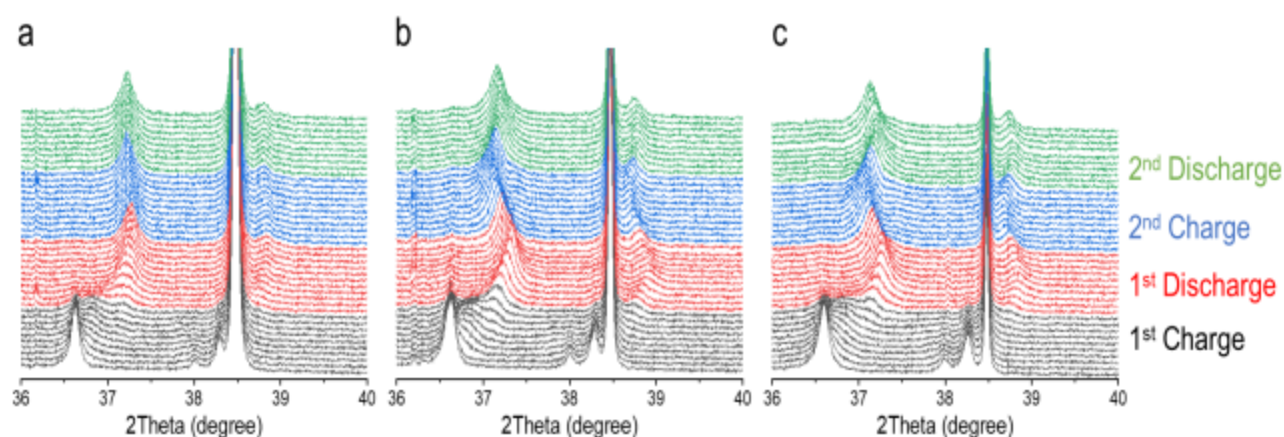 a
b
c
2nd Discharge
2nd Charge
1st Discharge
1st Charge
36 37 38 39 40
36 37 38 39 40
36 37 38 39 40
2Theta (degree)
2Theta (degree)
2Theta (degree)